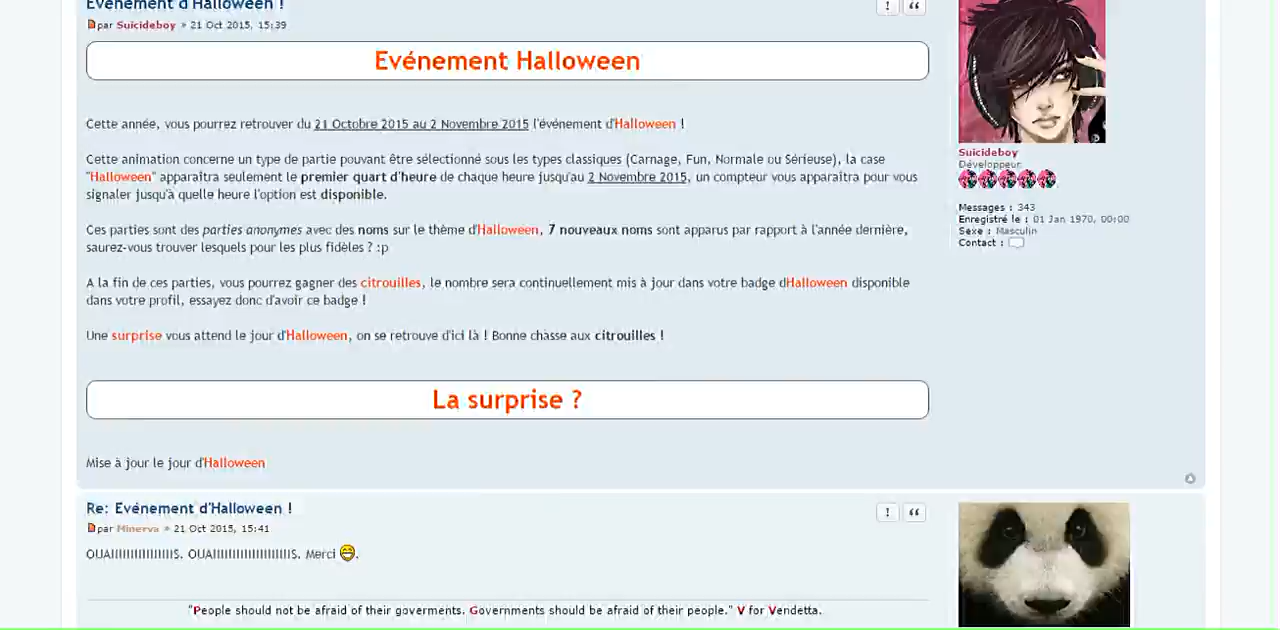 Evénement d'Halloween !
par Suicideboy » 21 Oct 2015, 15:39
Evénement Halloween
Cette année, vous pourrez retrouver du 21 Octobre 2015 au 2 Novembre 2015 l'événement d'Halloween !
Cette animation concerne un type de partie pouvant être sélectionné sous les types classiques (Carnage, Fun, Normale ou Sérieuse), la case
"Halloween" apparaîtra seulement le premier quart d'heure de chaque heure jusqu'au 2 Novembre 2015, un compteur vous apparaitra pour vous
signaler jusqu'à quelle heure l'option est disponible.
Ces parties sont des parties anonymes avec des noms sur le thème d'Halloween, 7 nouveaux noms sont apparus par rapport à l'année dernière,
saurez-vous trouver lesquels pour les plus fidèles ? :p
A la fin de ces parties, vous pourrez gagner des citrouilles, le nombre sera continuellement mis à jour dans votre badge dHalloween disponible
dans votre profil, essayez donc d'avoir ce badge !
Une surprise vous attend le jour d'Halloween, on se retrouve d'ici là ! Bonne chasse aux citrouilles !
La surprise ?
Mise à jour le jour d'Halloween
Suicideboy
Développeur
Messages : 343
Enregistré le : 01 Jan 1970, 00:00
Sexe : Masculin
Contact :
Re: Evénement d'Halloween !
par Minerva » 21 Oct 2015, 15:41
OUAIIIIIIIIIIIIIIIIS. OUAIIIIIIIIIIIIIIIIIIIIS. Merci .
"People should not be afraid of their goverments. Governments should be afraid of their people." V for Vendetta.